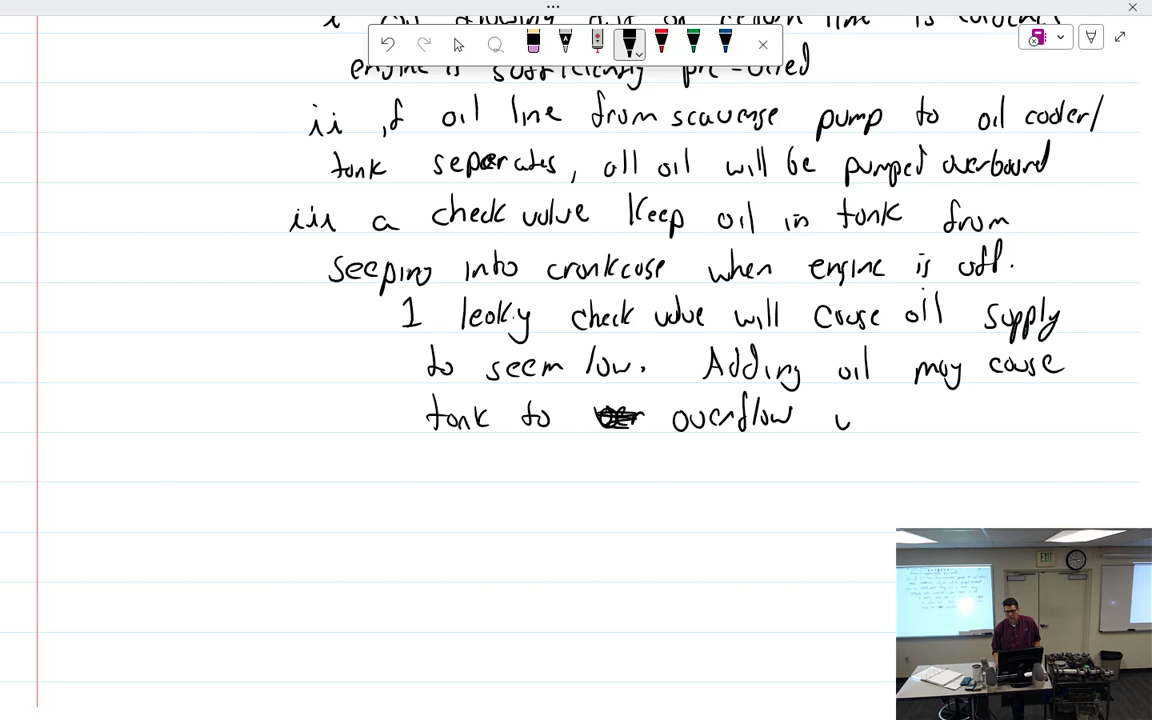 engine is sufficiently pre-oiled
ii if oil line from scavenge pump to oil cooler/
tank separates, all oil will be pumped overboard
iii a check valve keep oil in tank from
seeping into crankcase when engine is off.
1 leaky check valve will cause oil supply
to seem low. Adding oil may cause
tank to overflow
EXIT